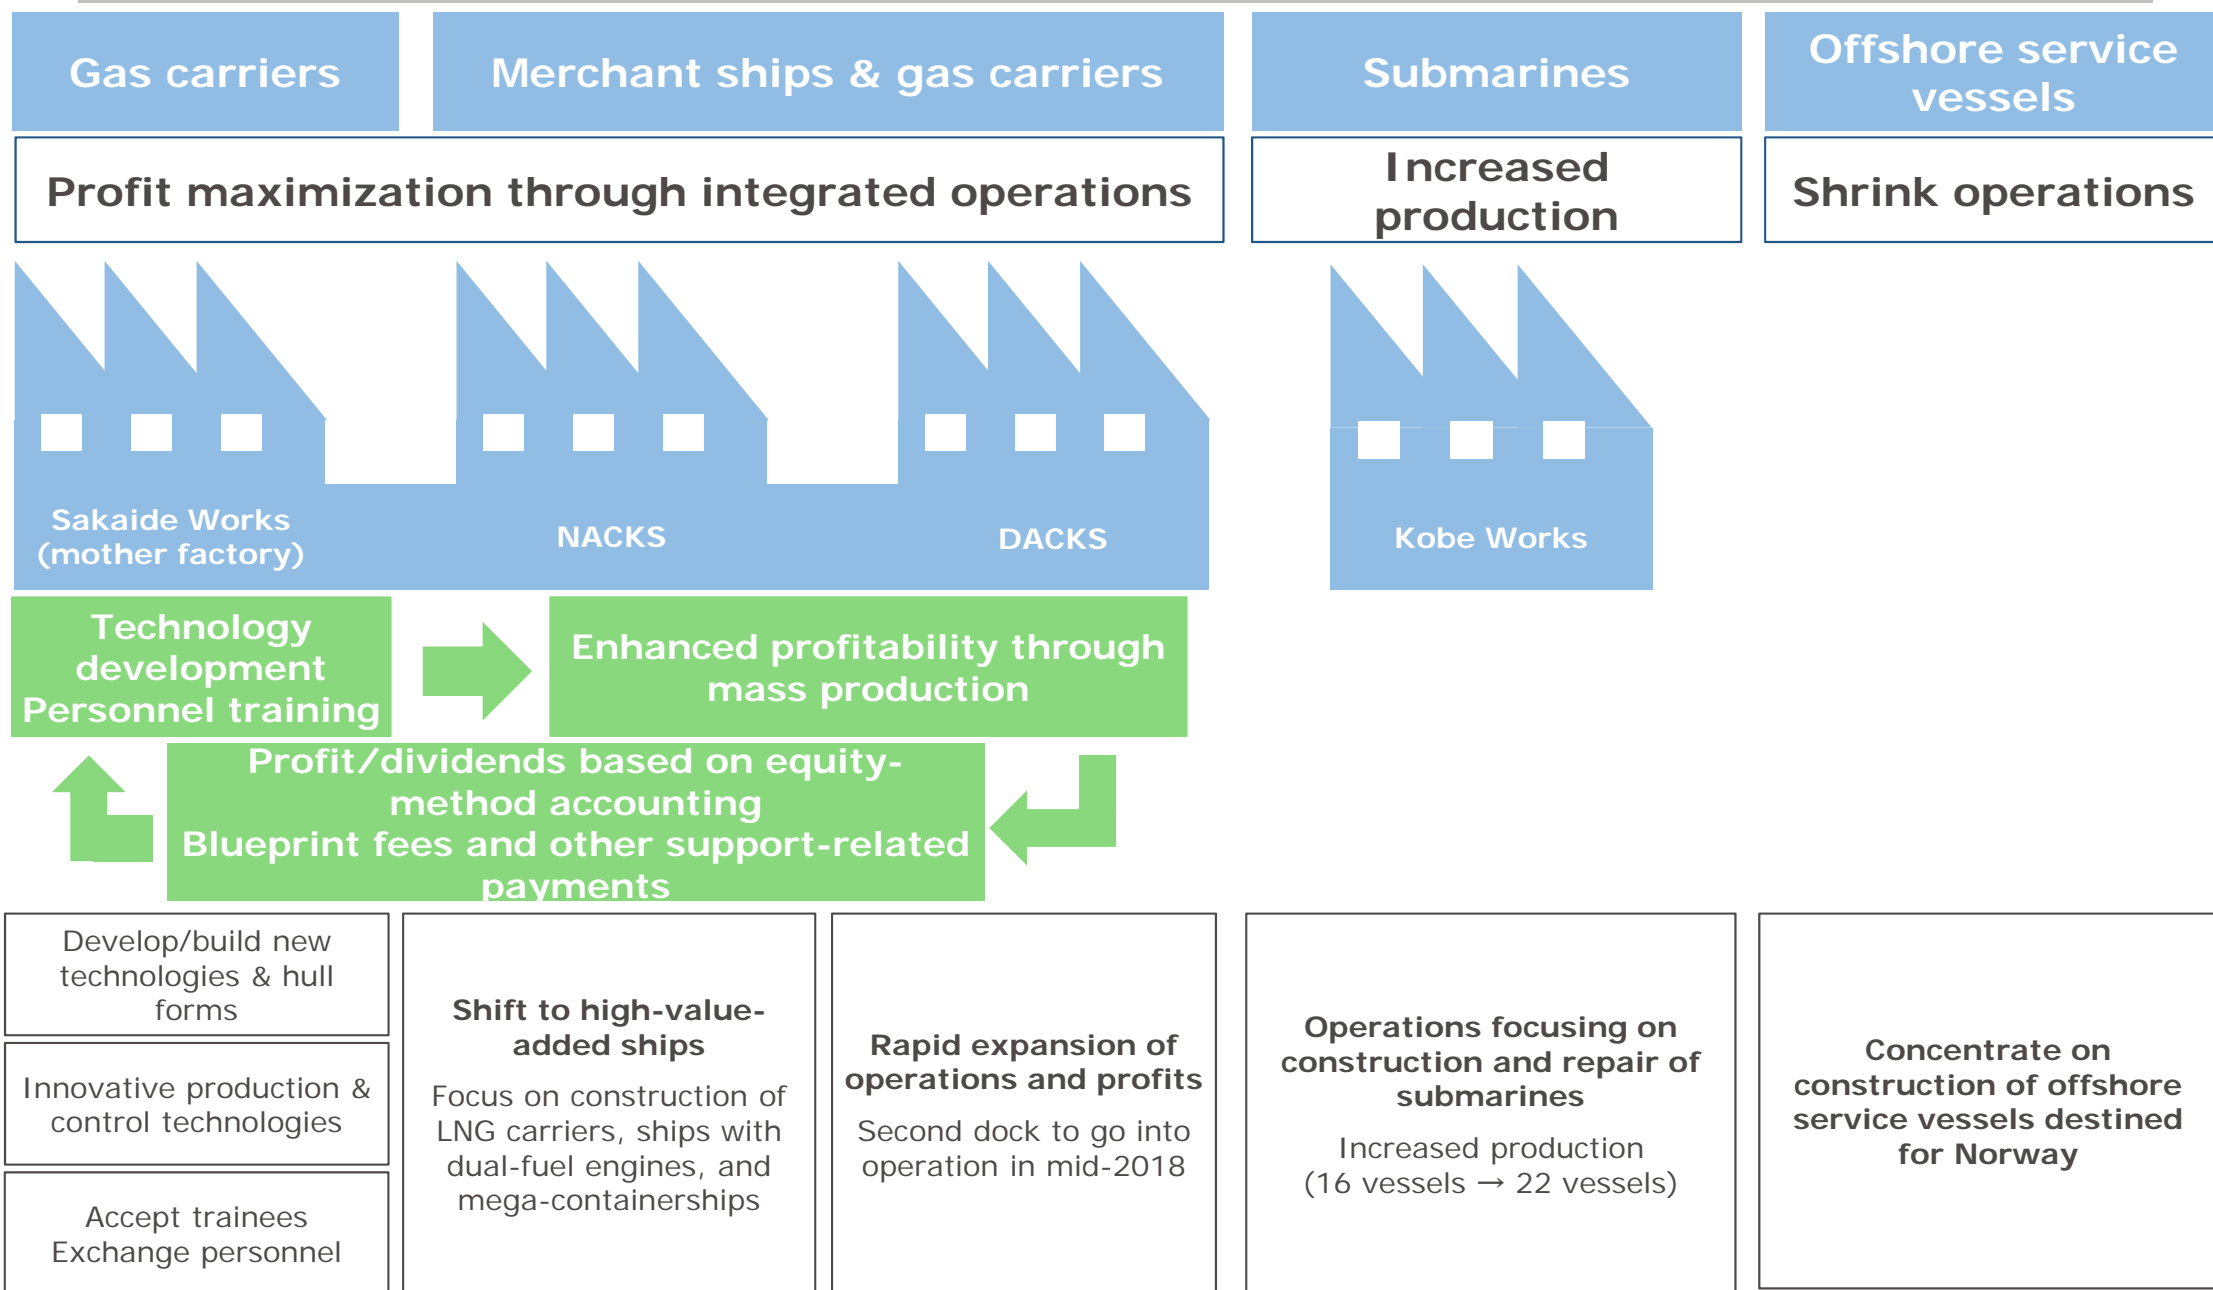 Gas carriers
Merchant ships & gas carriers
Submarines
Offshore service
vessels
Profit maximization through integrated operations
Increased
production
Shrink operations
Sakaide Works
(mother factory)
NACKS
DACKS
Kobe Works
Technology
development
Personnel training
Enhanced profitability through
mass production
Profit/dividends based on equity-
method accounting
Blueprint fees and other support-related
payments
Develop/build new
technologies & hull
forms
Innovative production &
control technologies
Accept trainees
Exchange personnel
Shift to high-value-
added ships
Focus on construction of
LNG carriers, ships with
dual-fuel engines, and
mega-containerships
Rapid expansion of
operations and profits
Second dock to go into
operation in mid-2018
Operations focusing on
construction and repair of
submarines
Increased production
(16 vessels → 22 vessels)
Concentrate on
construction of offshore
service vessels destined
for Norway